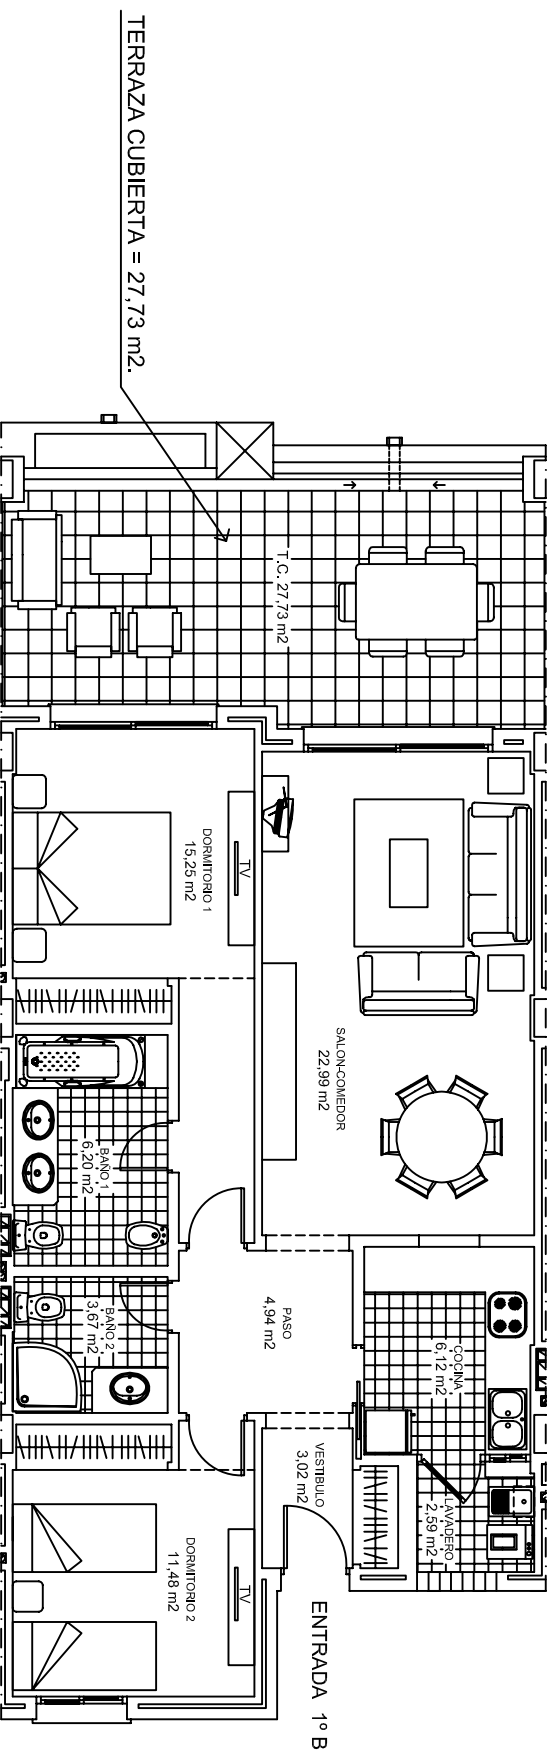 TERRAZA CUBIERTA = 27,73 m2.
T.C. 27,73 m2
DORMITORIO 1
15,25 m2
TV
SALON-COMEDOR
22,99 m2
BAÑO 1
6,20 m2
BAÑO 2
3,67 m2
PASO
4,94 m2
COCINA
6,12 m2
VESTIBULO
3,02 m2
LAVADERO
2,59 m2
DORMITORIO 2
11,48 m2
TV
ENTRADA 1º B